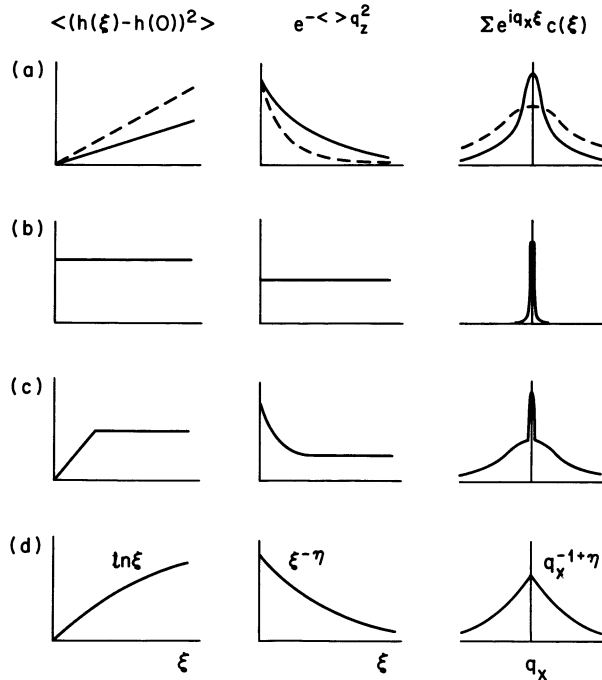 <(h(ξ)-h(0))²> e^{-< >q_z²} Σe^{iq_xξ}c(ξ)
(a)
(b)
(c)
(d) lnξ ξ^{-η} q_x^{-1+η}
ξ ξ q_x